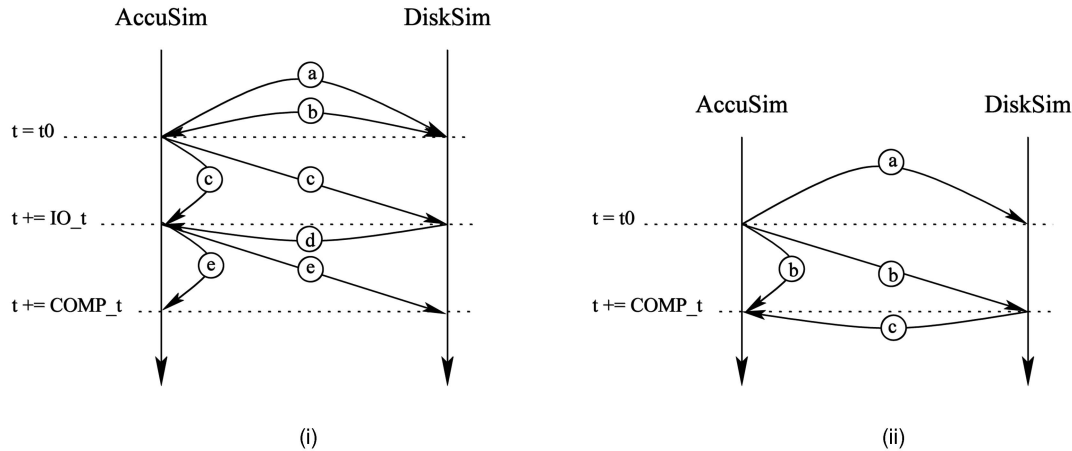 AccuSim DiskSim
a
b
t = t0
c c
t += IO_t
d
e e
t += COMP_t
(i)
AccuSim DiskSim
a
t = t0
b b
t += COMP_t
c
(ii)